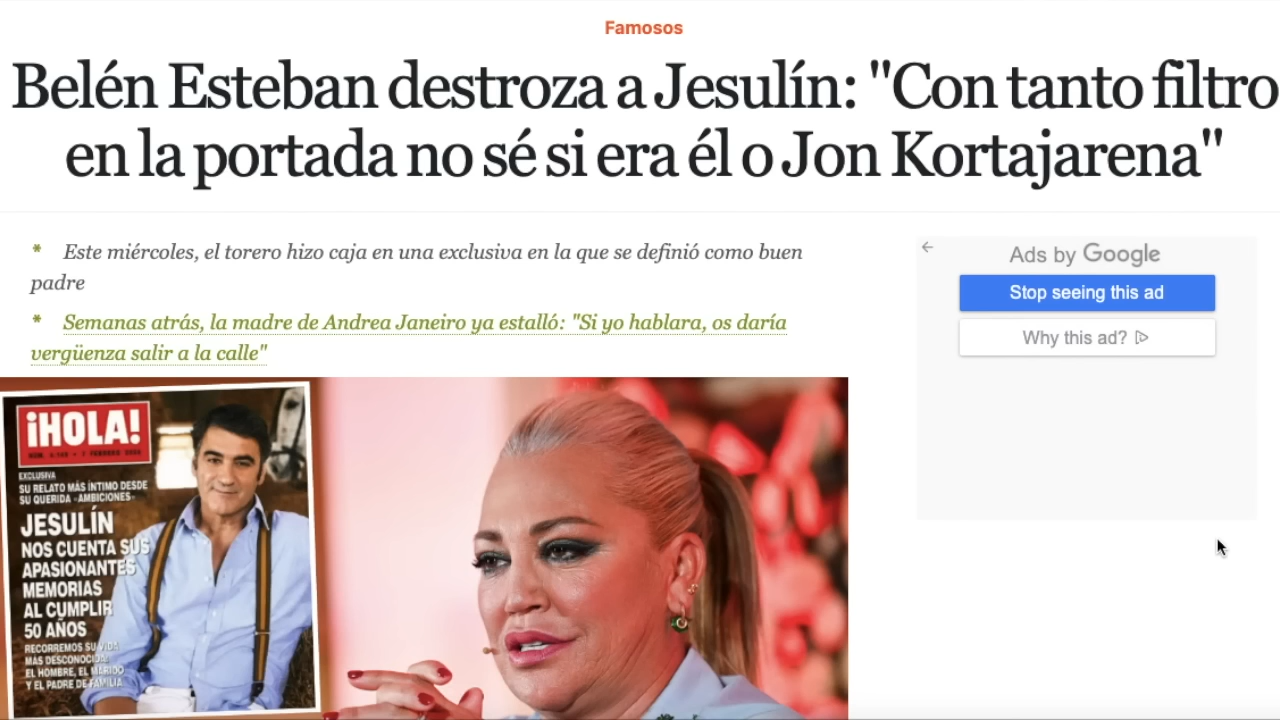 Famosos
Belén Esteban destroza a Jesulín: "Con tanto filtro
en la portada no sé si era él o Jon Kortajarena"
* Este miércoles, el torero hizo caja en una exclusiva en la que se definió como buen
padre
* Semanas atrás, la madre de Andrea Janeiro ya estalló: "Si yo hablara, os daría
vergüenza salir a la calle"
Ads by Google
Stop seeing this ad
Why this ad?
¡HOLA!
EXCLUSIVA
SU RELATO MÁS ÍNTIMO DESDE
SU QUERIDA «AMBICIONES»
JESULÍN
NOS CUENTA SUS
APASIONANTES
MEMORIAS
AL CUMPLIR
50 AÑOS
RECORREMOS SU VIDA
MÁS DESCONOCIDA:
EL HOMBRE, EL MARIDO
Y EL PADRE DE FAMILIA